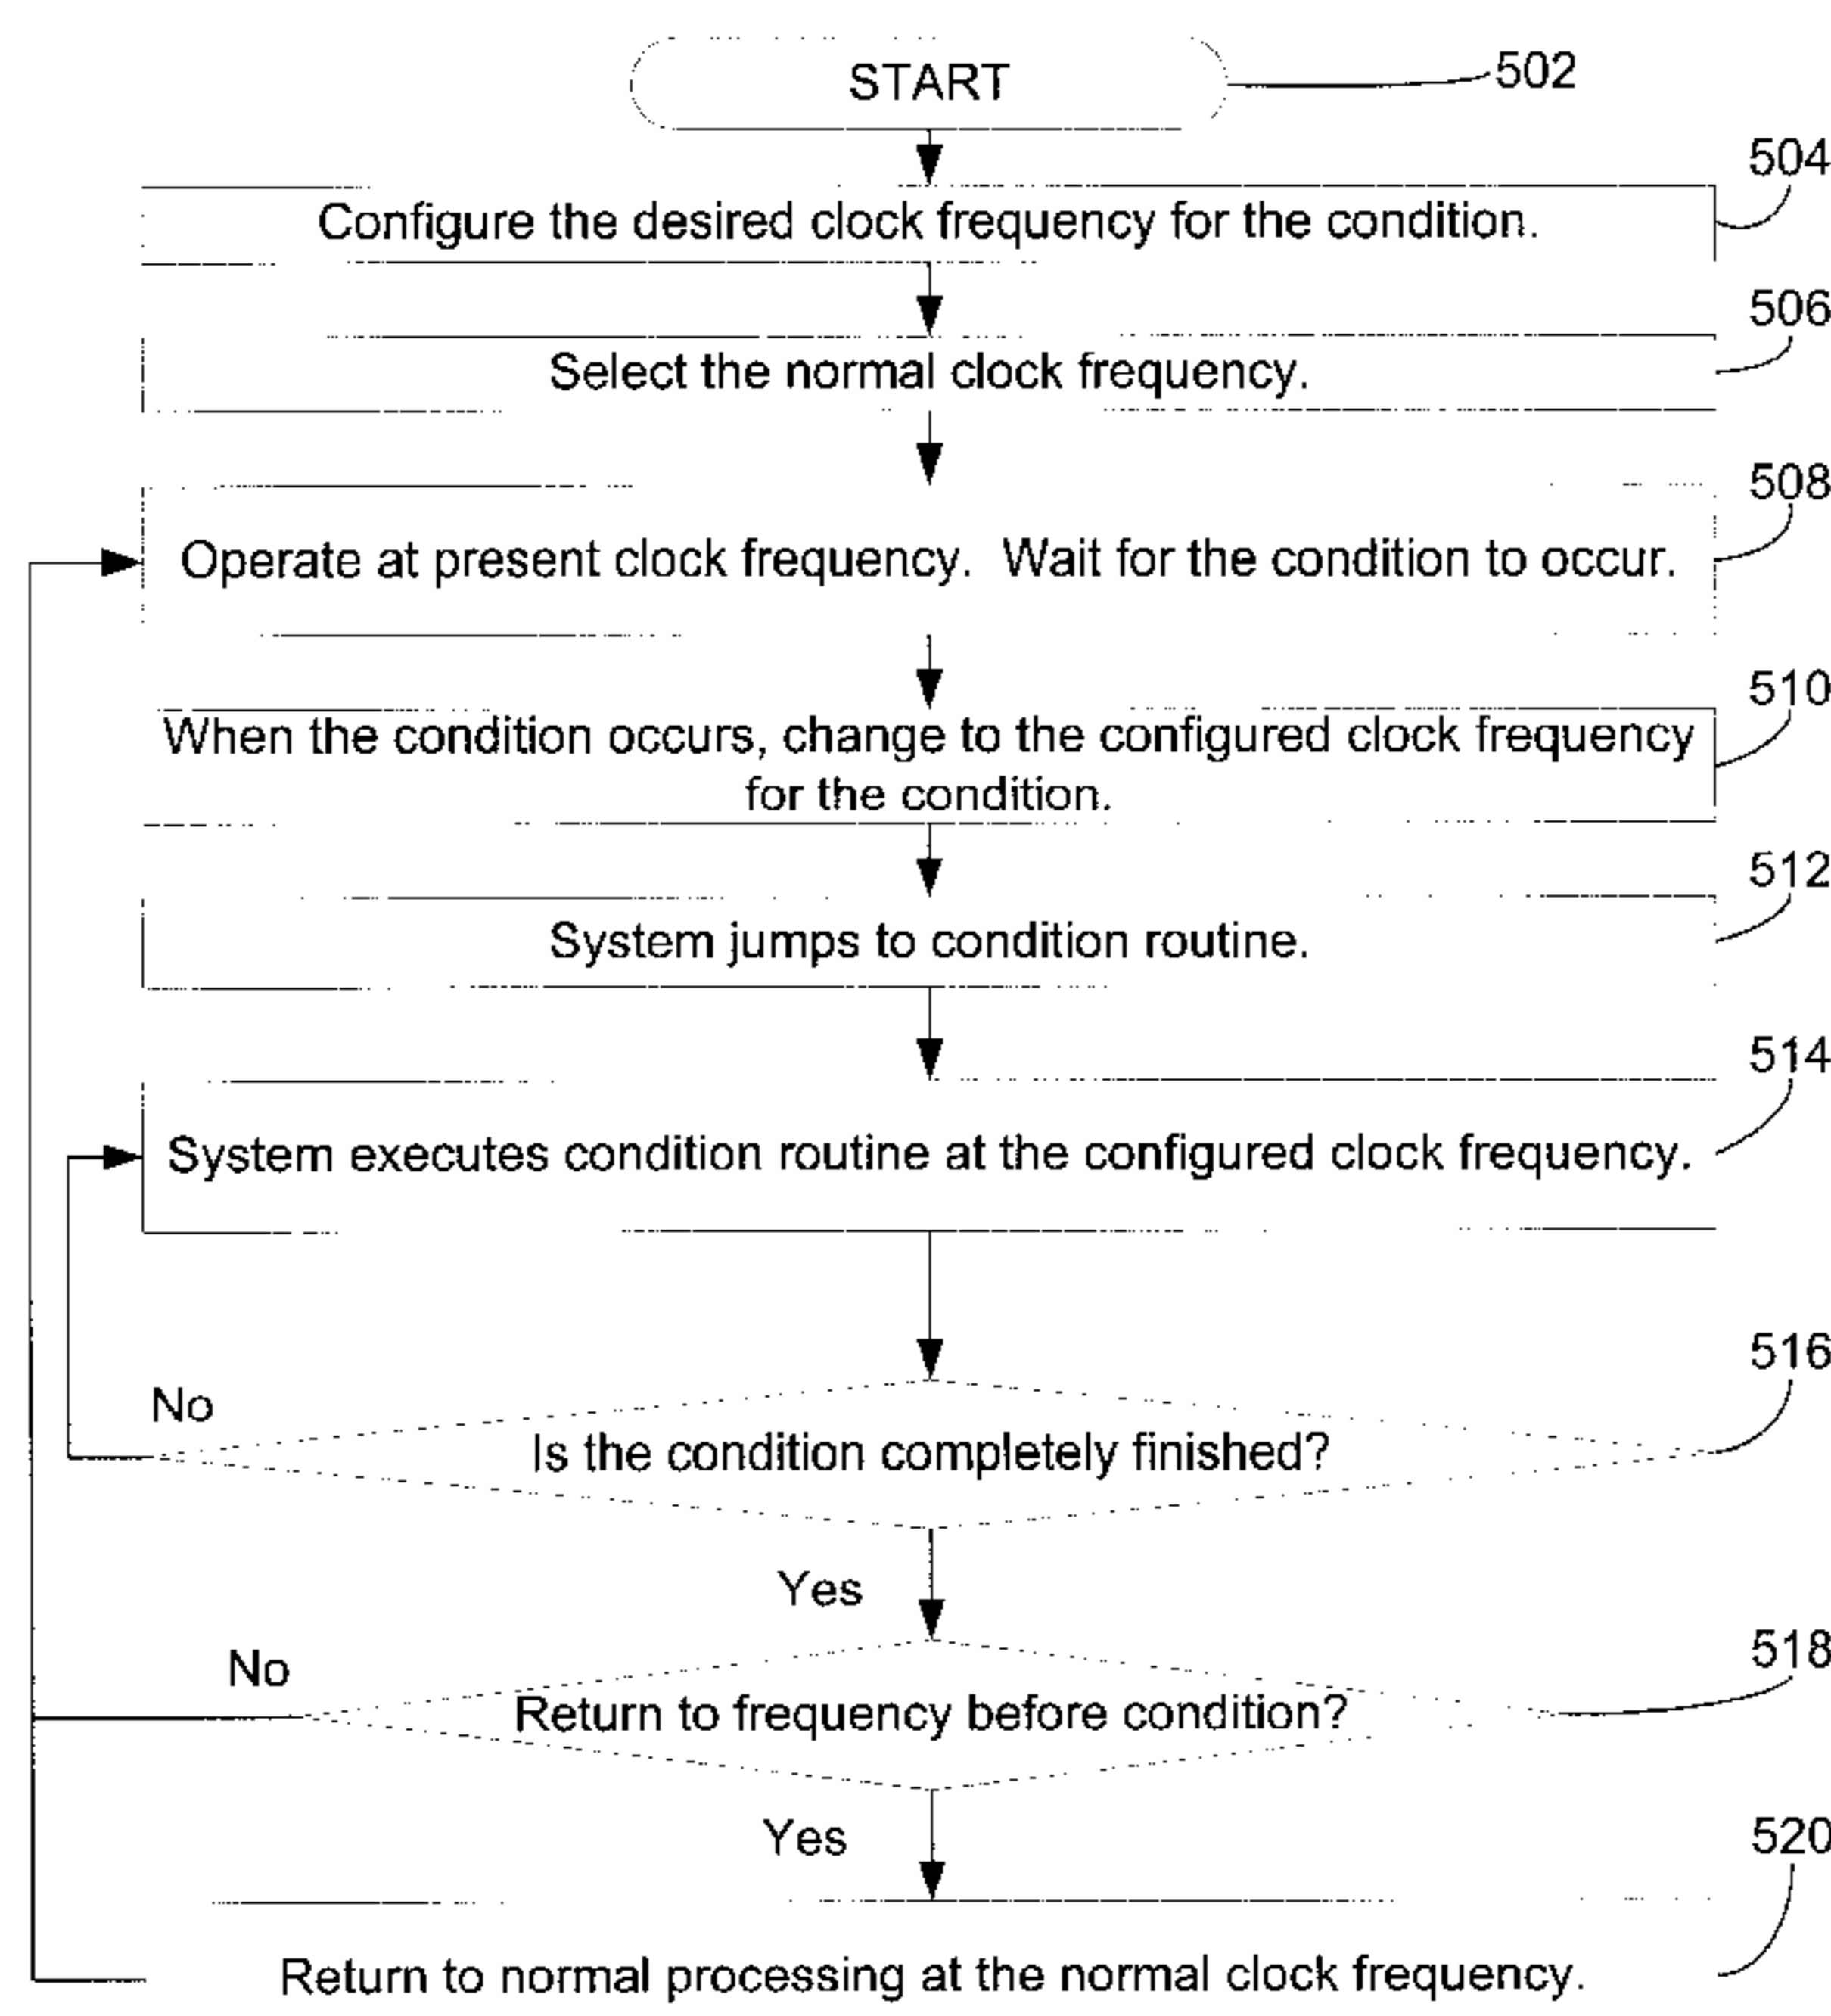 START
502
504
Configure the desired clock frequency for the condition.
506
Select the normal clock frequency.
508
Operate at present clock frequency. Wait for the condition to occur.
510
When the condition occurs, change to the configured clock frequency
for the condition.
512
System jumps to condition routine.
514
System executes condition routine at the configured clock frequency.
516
No
Is the condition completely finished?
Yes
518
No
Return to frequency before condition?
Yes
520
Return to normal processing at the normal clock frequency.